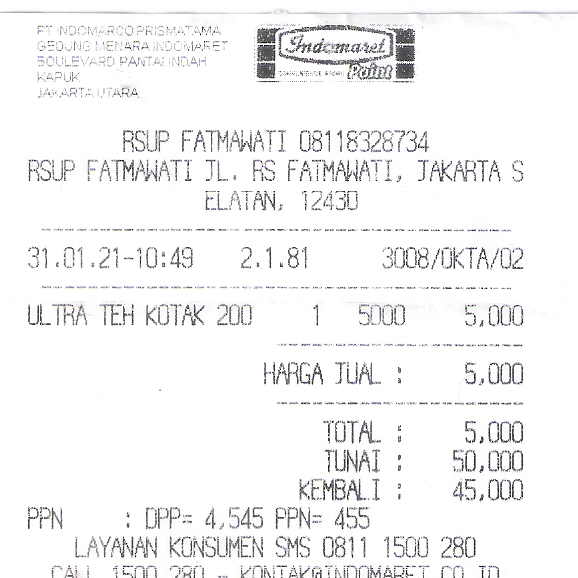 PT INDOMARCO PRISMATAMA
GEDUNG MENARA INDOMARET
BOULEVARD PANTAI INDAH
KAPUK
JAKARTA UTARA
Indomaret
CONVENIENCE STORE Point
RSUP FATMAWATI 08118328734
RSUP FATMAWATI JL. RS FATMAWATI, JAKARTA S
ELATAN, 12430
31.01.21-10:49 2.1.81 3008/OKTA/02
ULTRA TEH KOTAK 200 1 5000 5,000
HARGA JUAL : 5,000
TOTAL : 5,000
TUNAI : 50,000
KEMBALI : 45,000
PPN : DPP= 4,545 PPN= 455
LAYANAN KONSUMEN SMS 0811 1500 280
CALL 1500 280 - KONTAK@INDOMARET.CO.ID